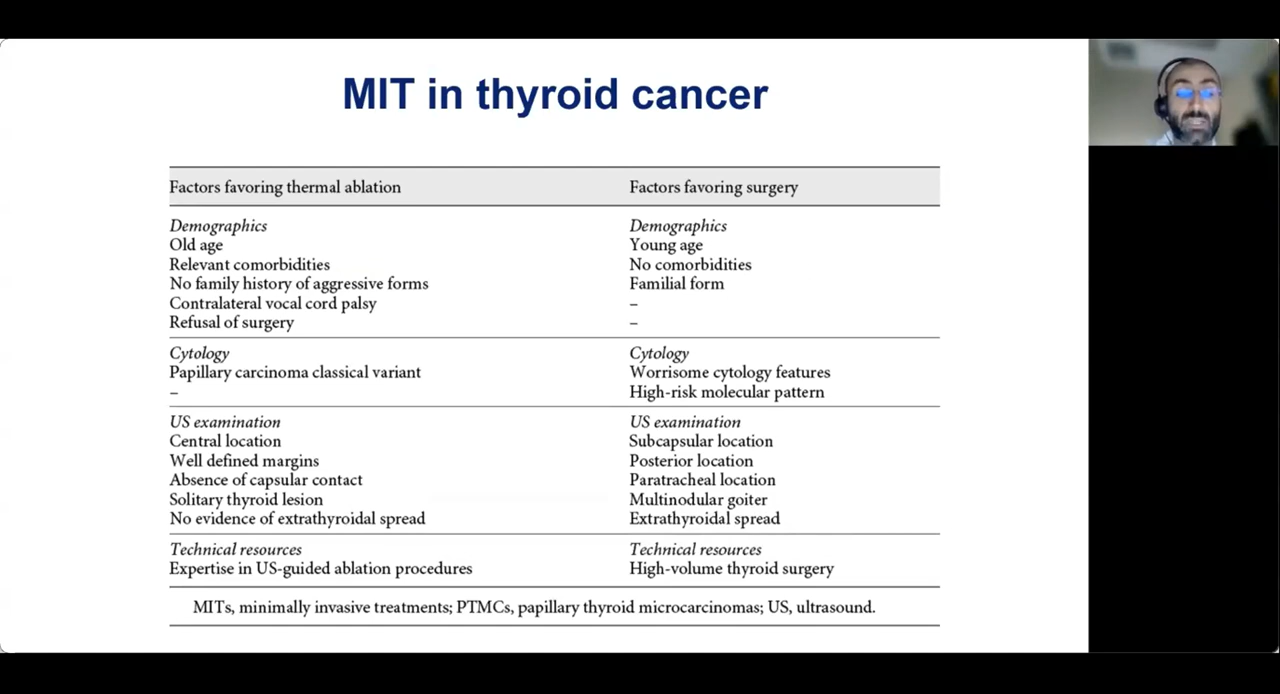 MIT in thyroid cancer
Factors favoring thermal ablation Factors favoring surgery
Demographics Demographics
Old age Young age
Relevant comorbidities No comorbidities
No family history of aggressive forms Familial form
Contralateral vocal cord palsy –
Refusal of surgery –
Cytology Cytology
Papillary carcinoma classical variant Worrisome cytology features
– High-risk molecular pattern
US examination US examination
Central location Subcapsular location
Well defined margins Posterior location
Absence of capsular contact Paratracheal location
Solitary thyroid lesion Multinodular goiter
No evidence of extrathyroidal spread Extrathyroidal spread
Technical resources Technical resources
Expertise in US-guided ablation procedures High-volume thyroid surgery
MITs, minimally invasive treatments; PTMCs, papillary thyroid microcarcinomas; US, ultrasound.